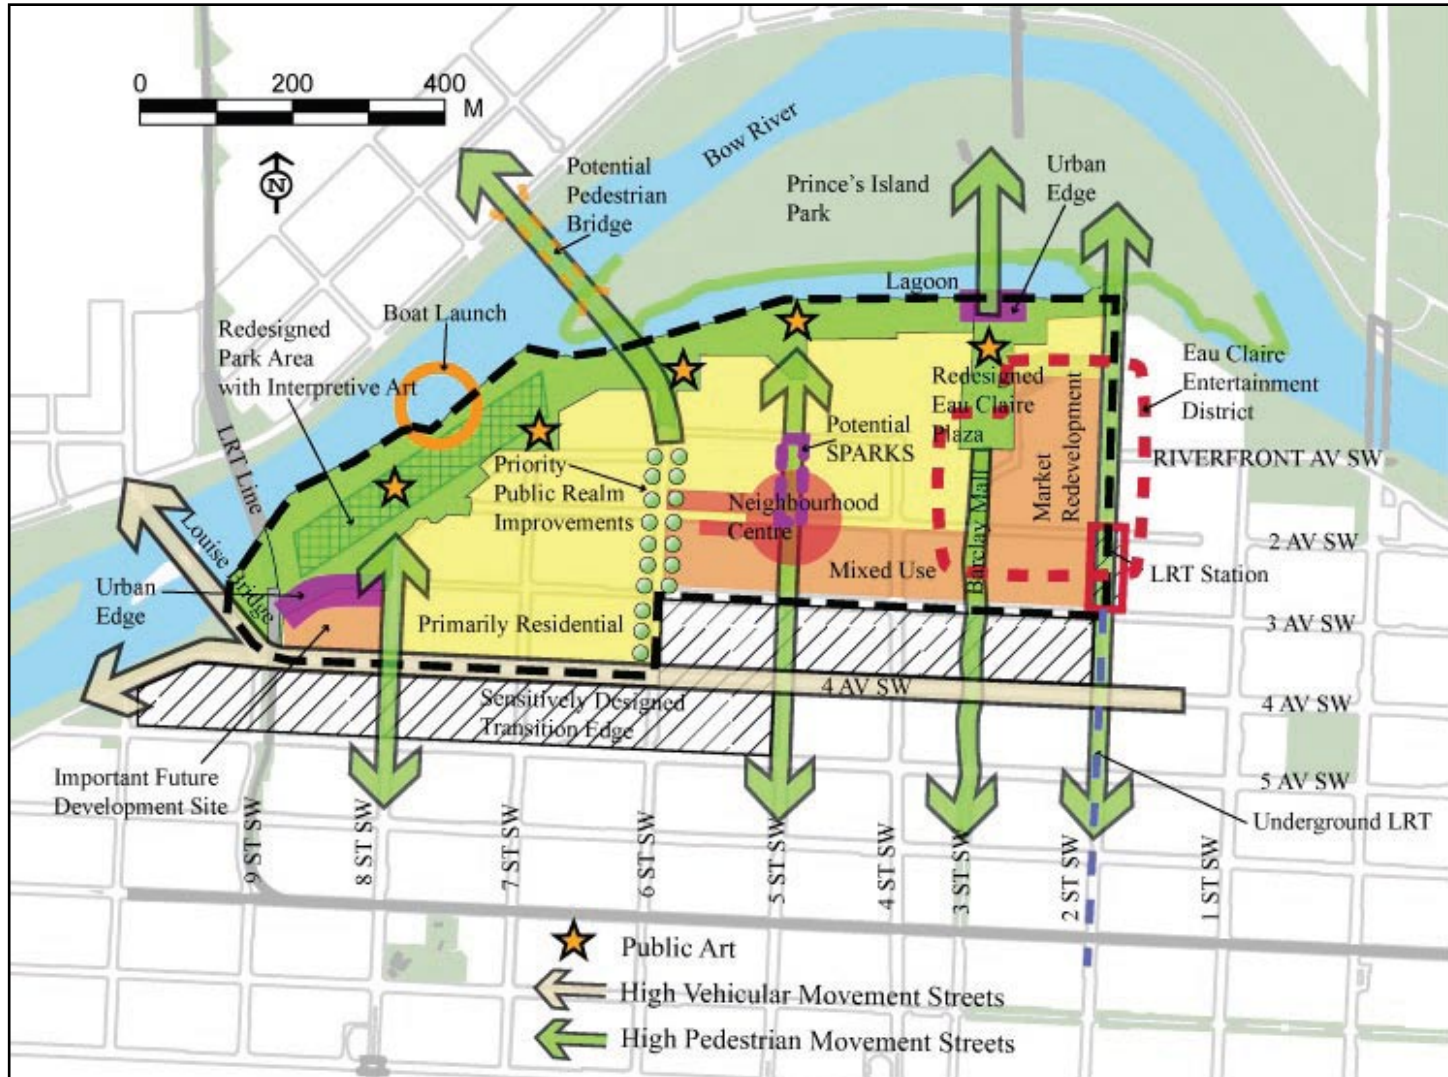 0 200 400
M
N
Bow River
Potential
Pedestrian
Bridge
Prince's Island
Park
Urban
Edge
Lagoon
Boat Launch
Redesigned
Park Area
with Interpretive Art
LRT Line
Eau Claire
Entertainment
District
Redesigned
Eau Claire
Plaza
Market
Redevelopment
Potential
SPARKS
RIVERFRONT AV SW
Priority
Public Realm
Improvements
Neighbourhood
Centre
Barclay Mall
2 AV SW
Louise Bridge
Mixed Use
LRT Station
Urban
Edge
Primarily Residential
3 AV SW
4 AV SW
4 AV SW
Sensitively Designed
Transition Edge
Important Future
Development Site
5 AV SW
Underground LRT
9 ST SW
8 ST SW
7 ST SW
6 ST SW
5 ST SW
4 ST SW
3 ST SW
2 ST SW
1 ST SW
Public Art
High Vehicular Movement Streets
High Pedestrian Movement Streets